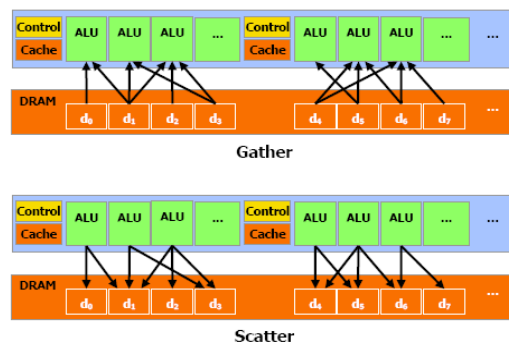 Control ALU ALU ALU ... Control ALU ALU ALU ... ...
Cache Cache
DRAM ...
d₀ d₁ d₂ d₃ d₄ d₅ d₆ d₇
Gather
Control ALU ALU ALU ... Control ALU ALU ALU ... ...
Cache Cache
DRAM ...
d₀ d₁ d₂ d₃ d₄ d₅ d₆ d₇
Scatter